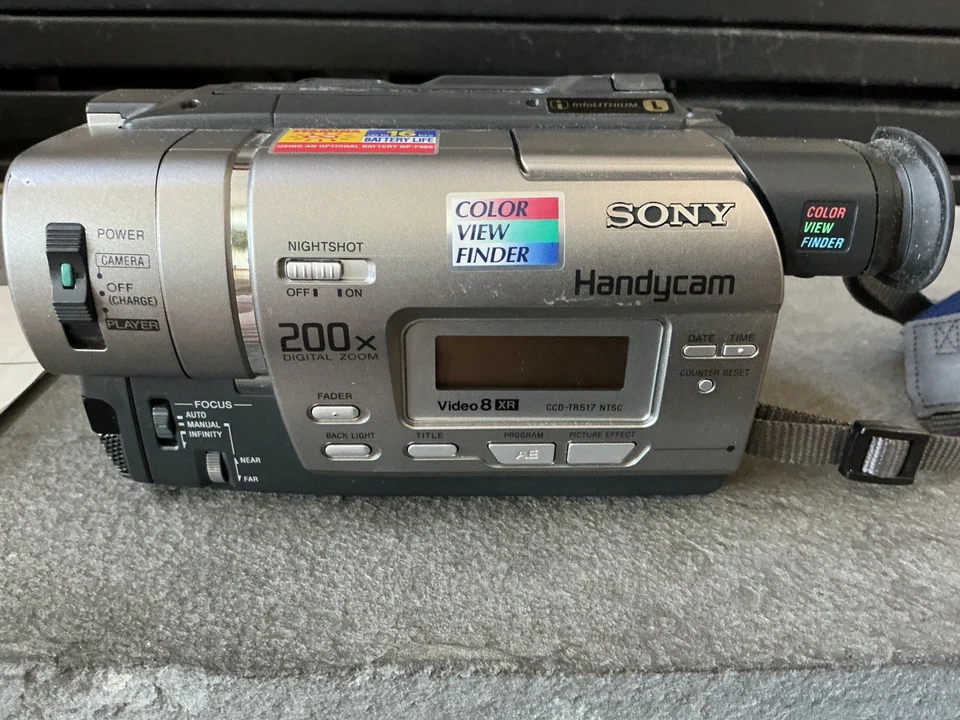 i InfoLITHIUM L
16
BATTERY LIFE
USING AN OPTIONAL BATTERY NP-F960
POWER
CAMERA
OFF
(CHARGE)
PLAYER
NIGHTSHOT
OFF ON
COLOR
VIEW
FINDER
SONY
Handycam
COLOR
VIEW
FINDER
200x
DIGITAL ZOOM
DATE TIME
COUNTER RESET
Video 8 XR CCD-TR517 NTSC
FADER
BACK LIGHT TITLE PROGRAM PICTURE EFFECT
AE
FOCUS
AUTO
MANUAL
INFINITY
NEAR
FAR